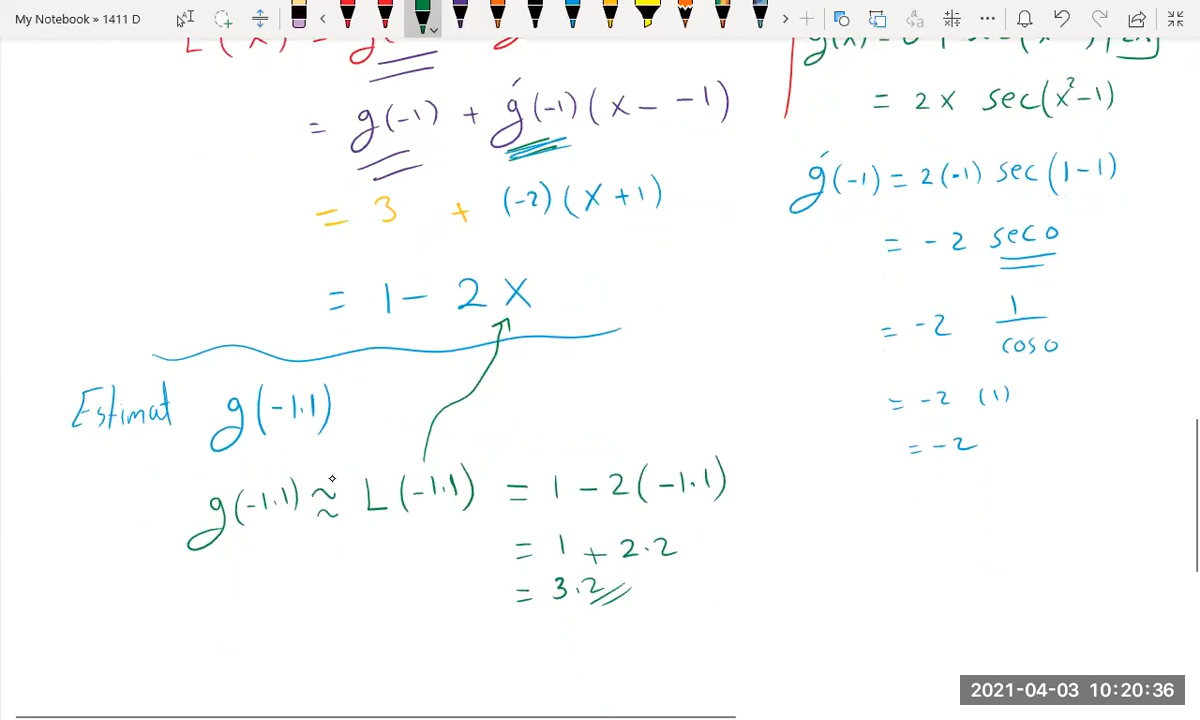 My Notebook » 1411 D
= g(-1) + g′(-1)(x - -1)
= 3 + (-2)(x+1)
= 1 - 2x
Estimat g(-1.1)
g(-1.1) ≈ L(-1.1) = 1 - 2(-1.1)
= 1 + 2.2
= 3.2
= 2x sec(x²-1)
g′(-1) = 2(-1) sec(1-1)
= -2 sec 0
= -2 1/cos 0
= -2 (1)
= -2
2021-04-03 10:20:36